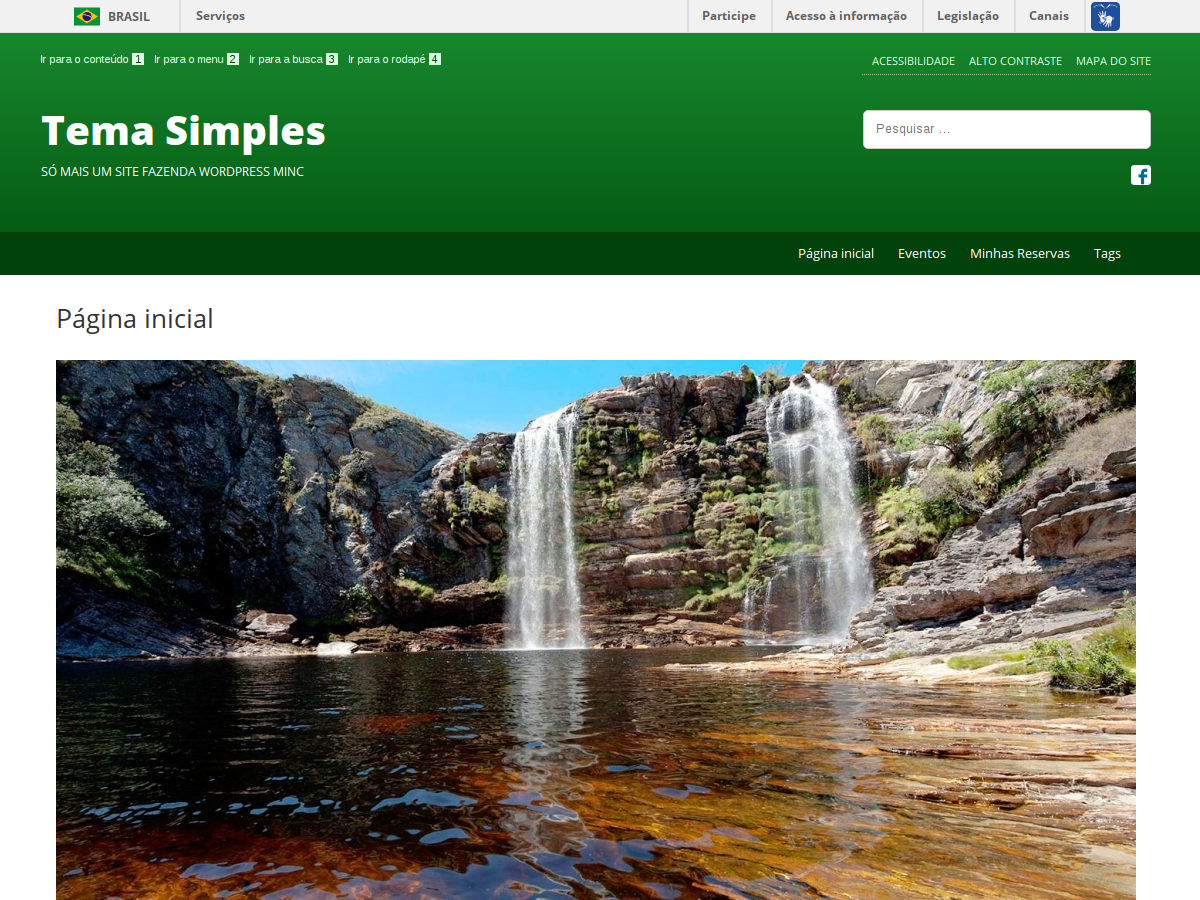 BRASIL Serviços Participe Acesso à informação Legislação Canais
Ir para o conteúdo 1 Ir para o menu 2 Ir para a busca 3 Ir para o rodapé 4
ACESSIBILIDADE ALTO CONTRASTE MAPA DO SITE
Tema Simples
Pesquisar …
SÓ MAIS UM SITE FAZENDA WORDPRESS MINC
Página inicial Eventos Minhas Reservas Tags
Página inicial